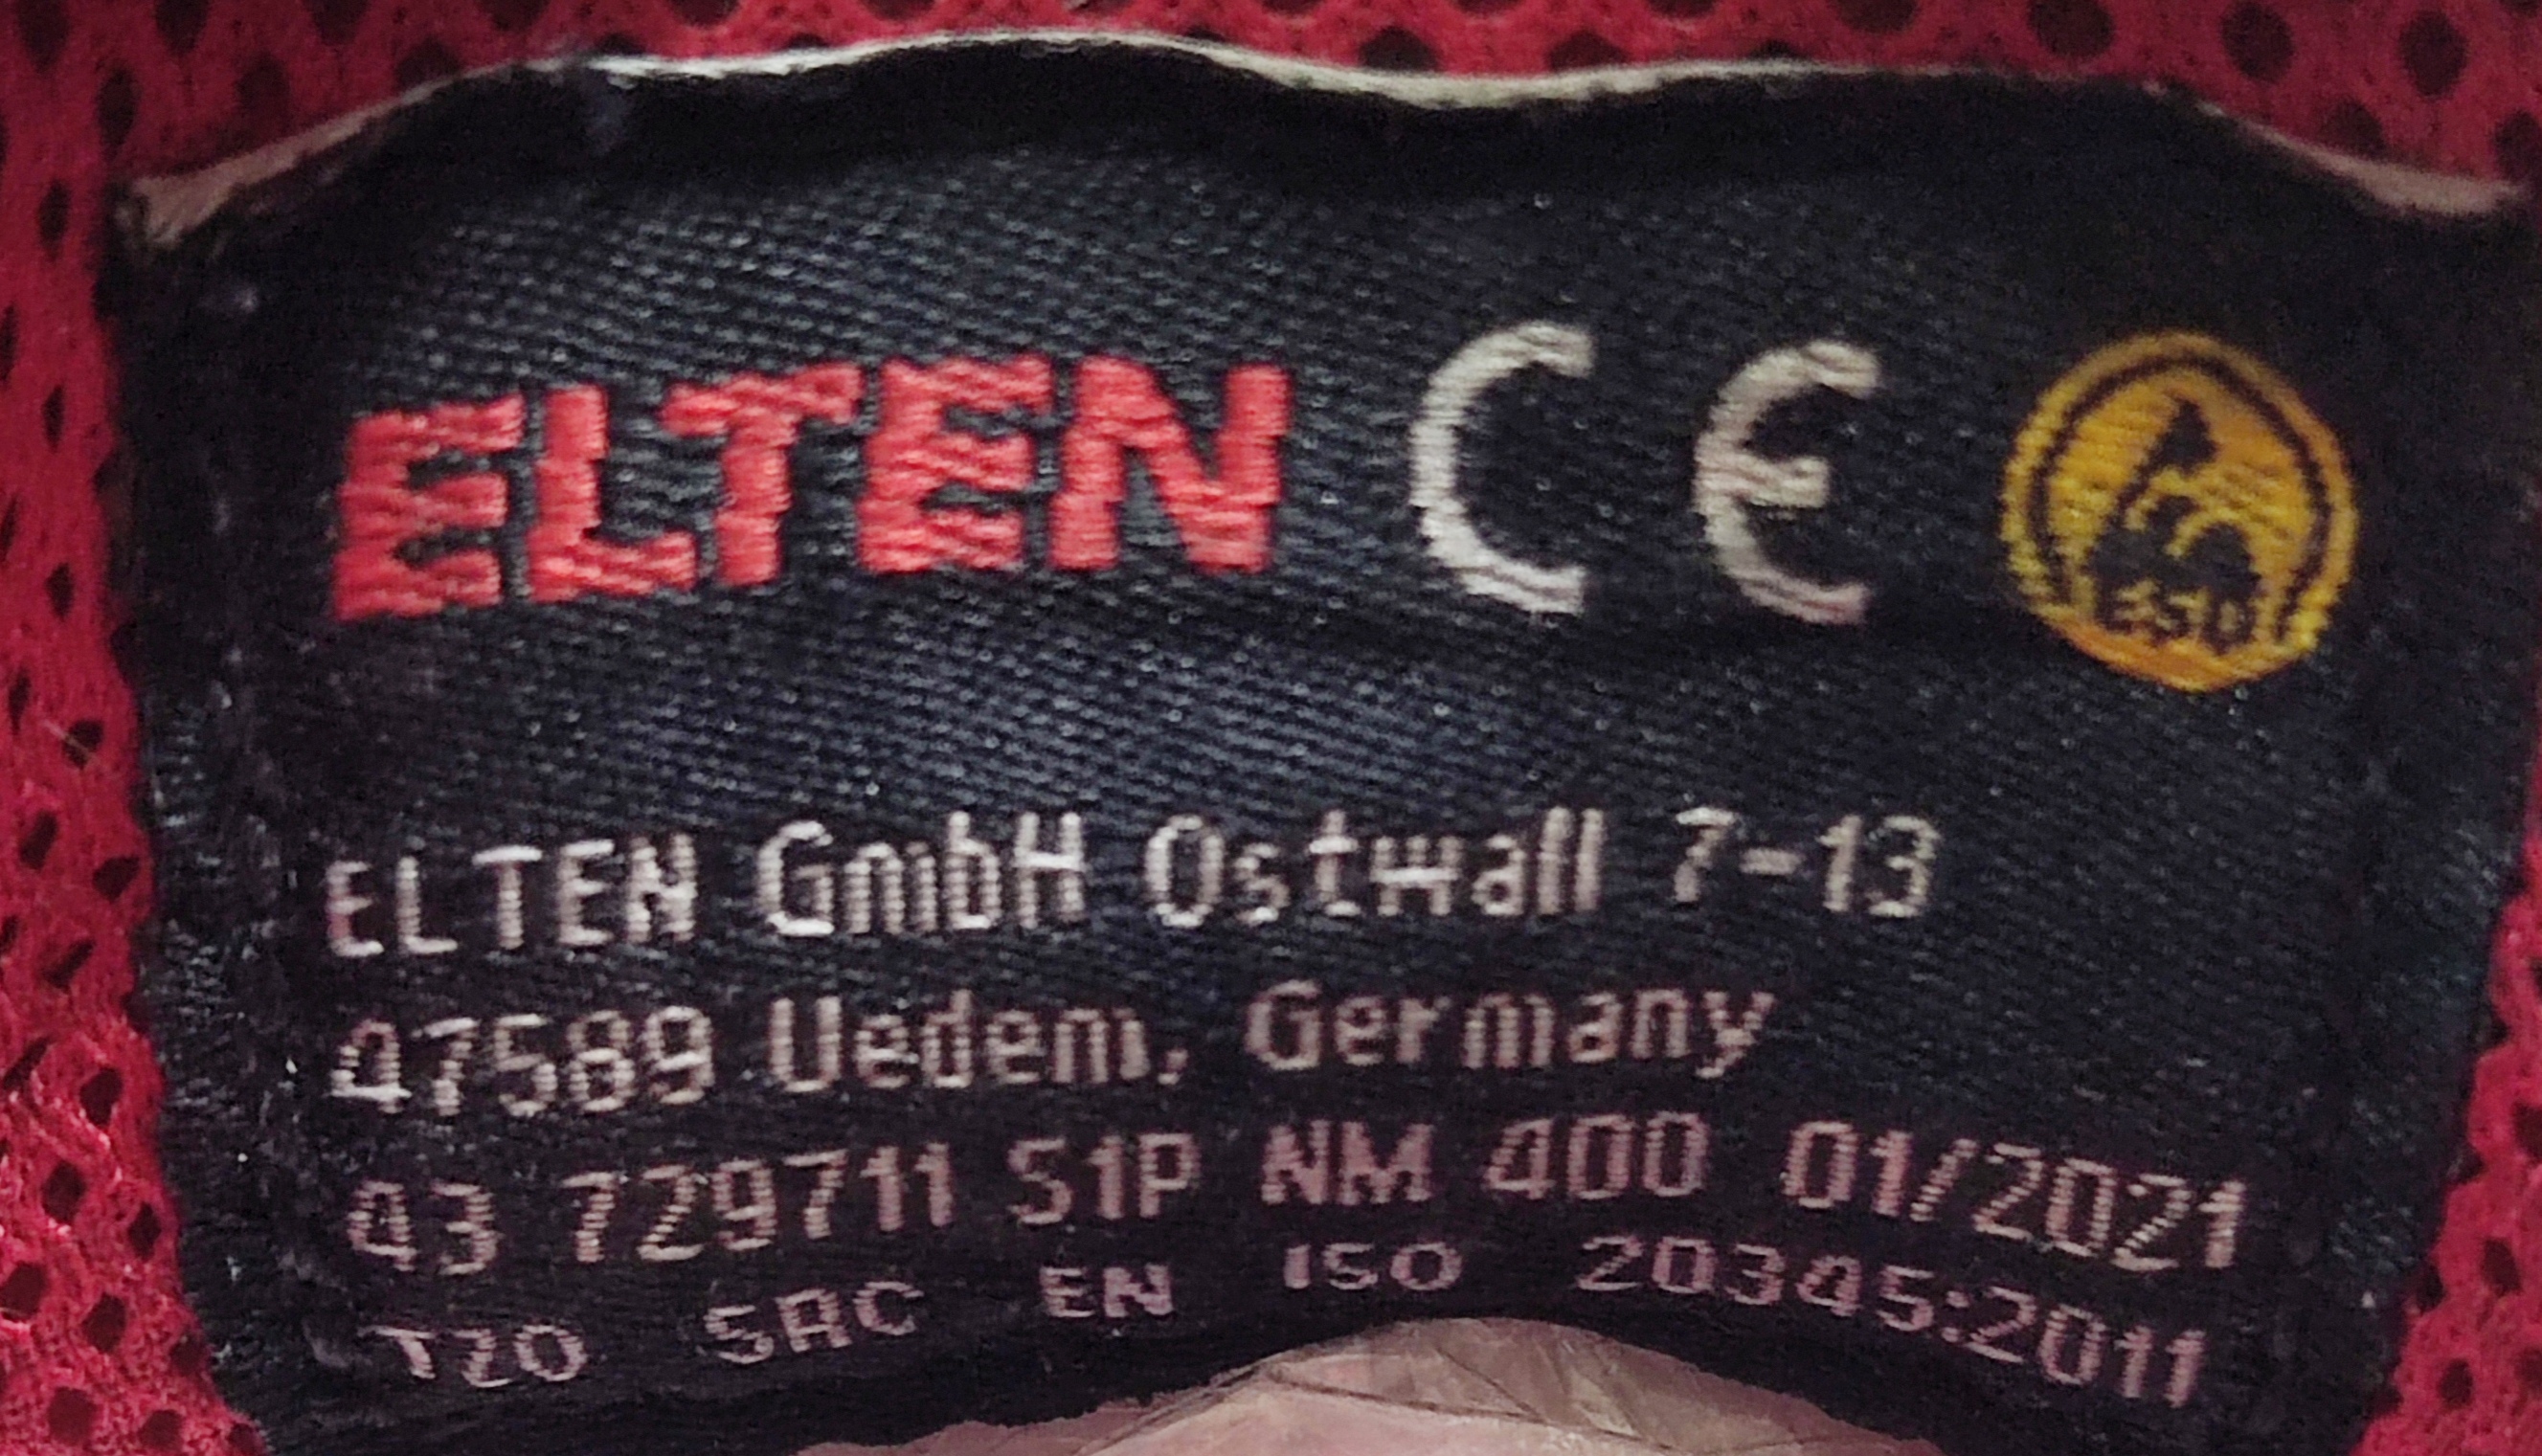 ELTEN CE ESD
ELTEN GmbH Ostwall 7-13
47589 Uedem, Germany
43 729711 S1P NM 400 01/2021
TZO SRC EN ISO 20345:2011